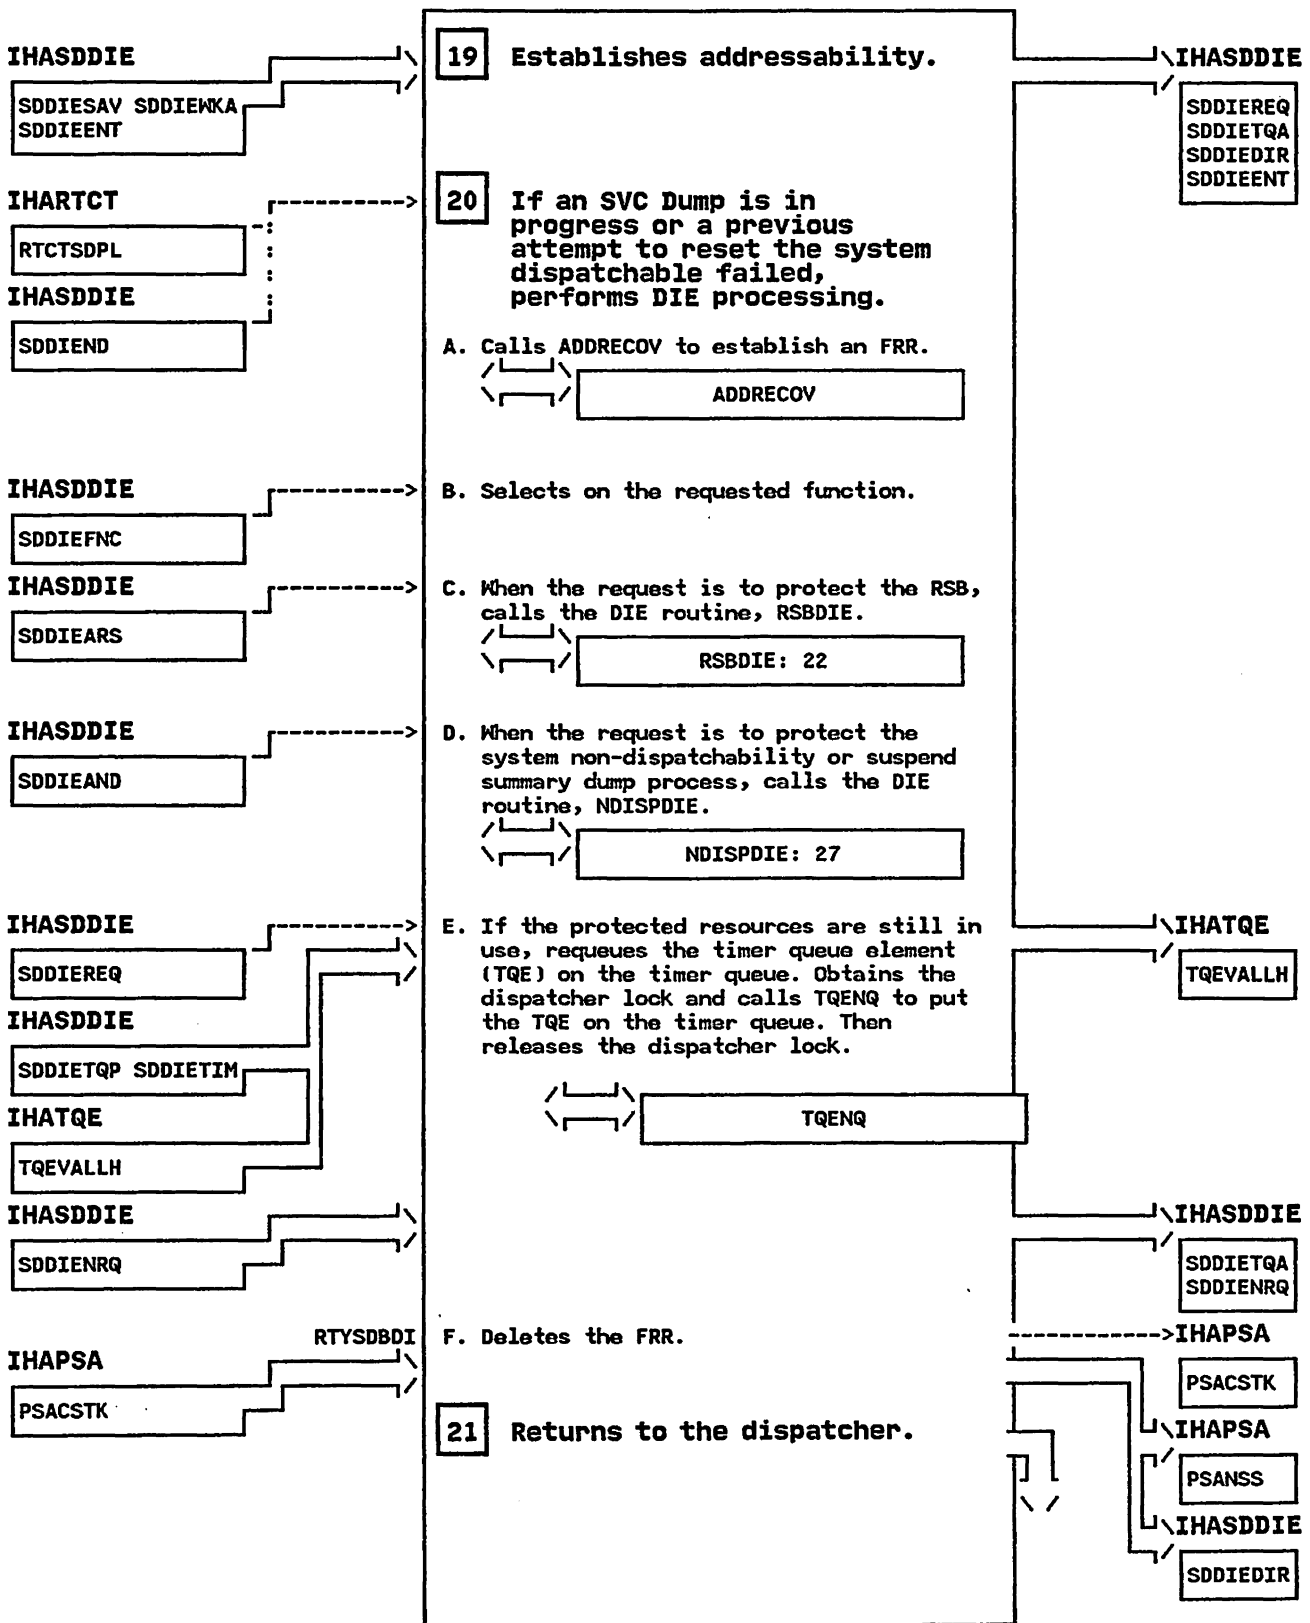 IHASDDIE
SDDIESAV SDDIEWKA
SDDIEENT
19 Establishes addressability.
IHASDDIE
SDDIEREQ
SDDIETQA
SDDIEDIR
SDDIEENT
IHARTCT
RTCTSDPL
IHASDDIE
SDDIEND
20 If an SVC Dump is in
progress or a previous
attempt to reset the system
dispatchable failed,
performs DIE processing.
A. Calls ADDRECOV to establish an FRR.
ADDRECOV
IHASDDIE
SDDIEFNC
B. Selects on the requested function.
IHASDDIE
SDDIEARS
C. When the request is to protect the RSB,
calls the DIE routine, RSBDIE.
RSBDIE: 22
IHASDDIE
SDDIEAND
D. When the request is to protect the
system non-dispatchability or suspend
summary dump process, calls the DIE
routine, NDISPDIE.
NDISPDIE: 27
IHASDDIE
SDDIEREQ
IHASDDIE
SDDIETQP SDDIETIM
IHATQE
TQEVALLH
E. If the protected resources are still in
use, requeues the timer queue element
(TQE) on the timer queue. Obtains the
dispatcher lock and calls TQENQ to put
the TQE on the timer queue. Then
releases the dispatcher lock.
TQENQ
IHATQE
TQEVALLH
IHASDDIE
SDDIENRQ
IHASDDIE
SDDIETQA
SDDIENRQ
RTYSDBDI
IHAPSA
PSACSTK
F. Deletes the FRR.
IHAPSA
PSACSTK
21 Returns to the dispatcher.
IHAPSA
PSANSS
IHASDDIE
SDDIEDIR